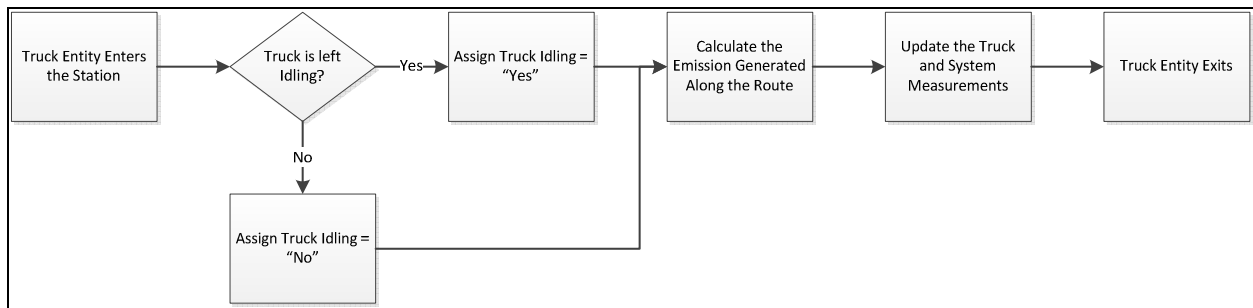 Truck Entity Enters
the Station
Truck is left
Idling?
Yes
Assign Truck Idling =
“Yes”
Calculate the
Emission Generated
Along the Route
Update the Truck
and System
Measurements
Truck Entity Exits
No
Assign Truck Idling =
“No”